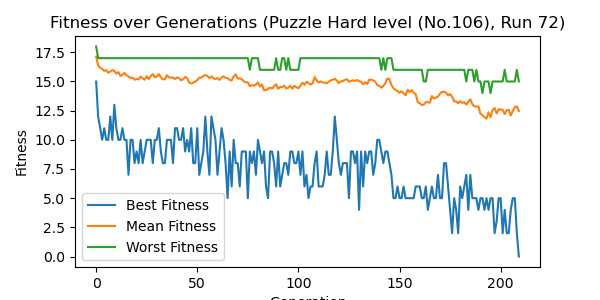 Fitness over Generations (Puzzle Hard level (No.106), Run 72)
17.5
15.0
12.5
10.0
7.5
5.0
2.5
0.0
Fitness
Best Fitness
Mean Fitness
Worst Fitness
0 50 100 150 200
Generation